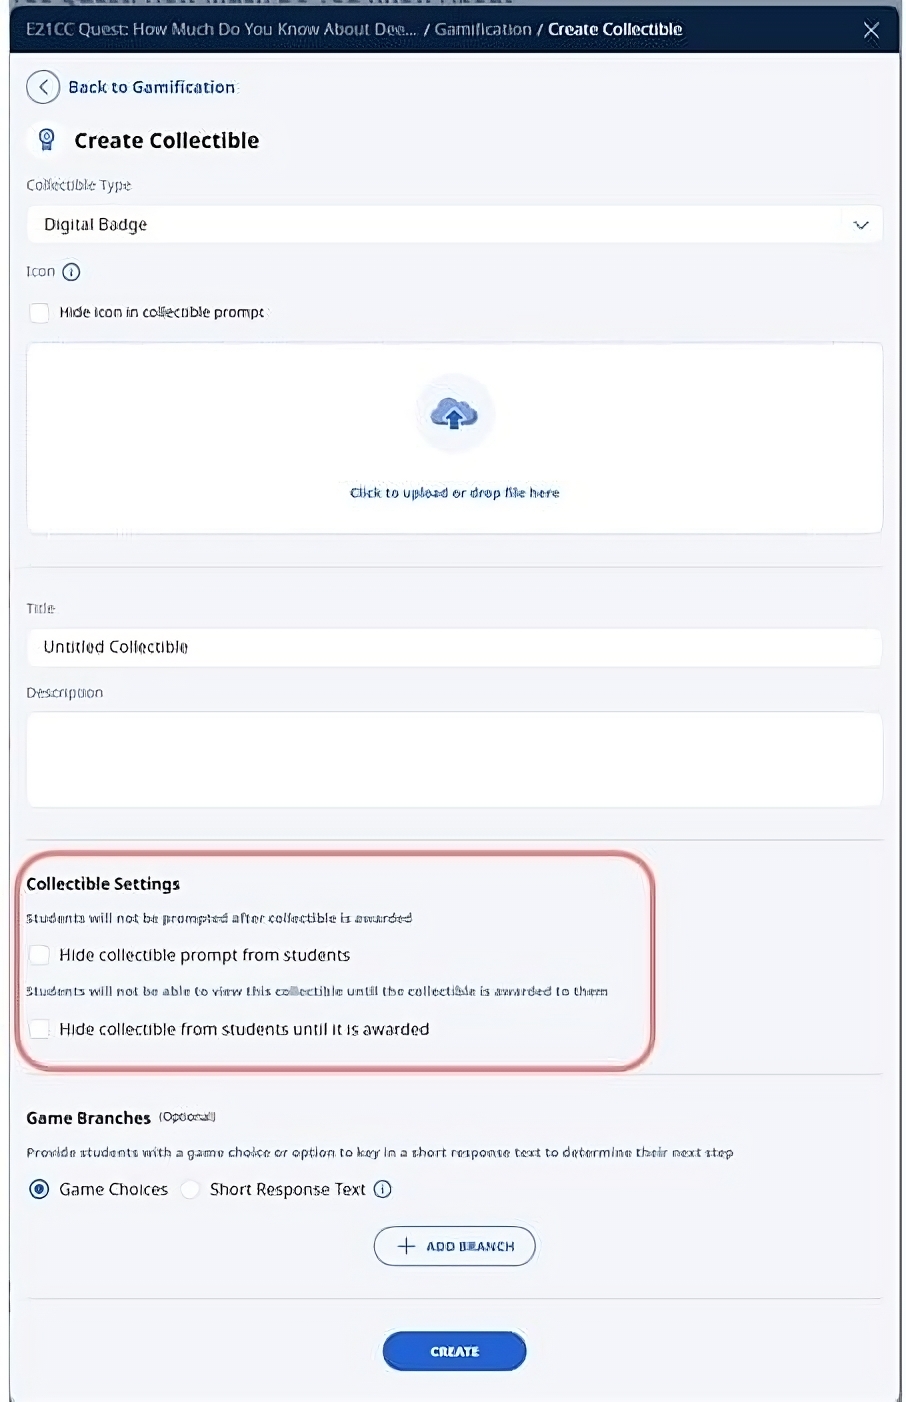 E21CC Quest: How Much Do You Know About Dee... / Gamification / Create Collectible
Back to Gamification
Create Collectible
Collectible Type
Digital Badge
Icon
Hide icon in collectible prompt
Click to upload or drop file here
Title
Untitled Collectible
Description
Collectible Settings
Students will not be prompted after collectible is awarded
Hide collectible prompt from students
Students will not be able to view this collectible until the collectible is awarded to them
Hide collectible from students until it is awarded
Game Branches (Optional)
Provide students with a game choice or option to key in a short response text to determine their next step
Game Choices Short Response Text
+ ADD BRANCH
CREATE